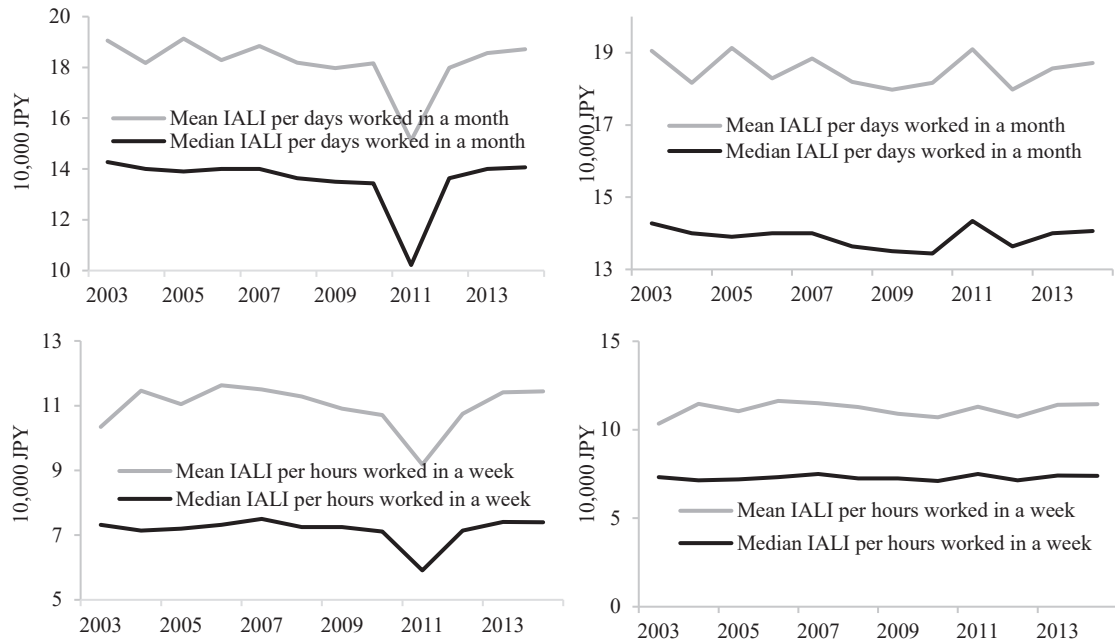 20
18
16
14
12
10
10,000 JPY
Mean IALI per days worked in a month
Median IALI per days worked in a month
2003 2005 2007 2009 2011 2013
19
17
15
13
10,000 JPY
Mean IALI per days worked in a month
Median IALI per days worked in a month
2003 2005 2007 2009 2011 2013
13
11
9
7
5
10,000 JPY
Mean IALI per hours worked in a week
Median IALI per hours worked in a week
2003 2005 2007 2009 2011 2013
15
10
5
0
10,000 JPY
Mean IALI per hours worked in a week
Median IALI per hours worked in a week
2003 2005 2007 2009 2011 2013